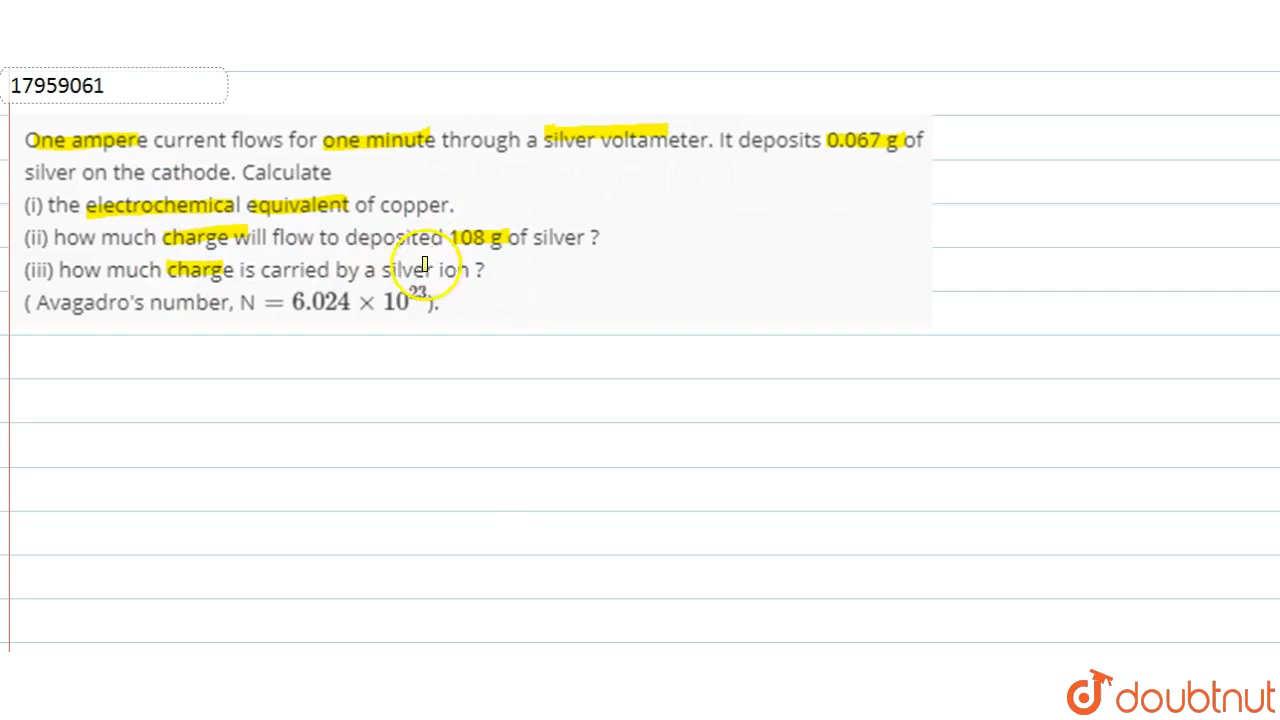 17959061
One ampere current flows for one minute through a silver voltameter. It deposits 0.067 g of
silver on the cathode. Calculate
(i) the electrochemical equivalent of copper.
(ii) how much charge will flow to deposited 108 g of silver ?
(iii) how much charge is carried by a silver ion ?
( Avagadro's number, N = 6.024 × 10^23).
doubtnut